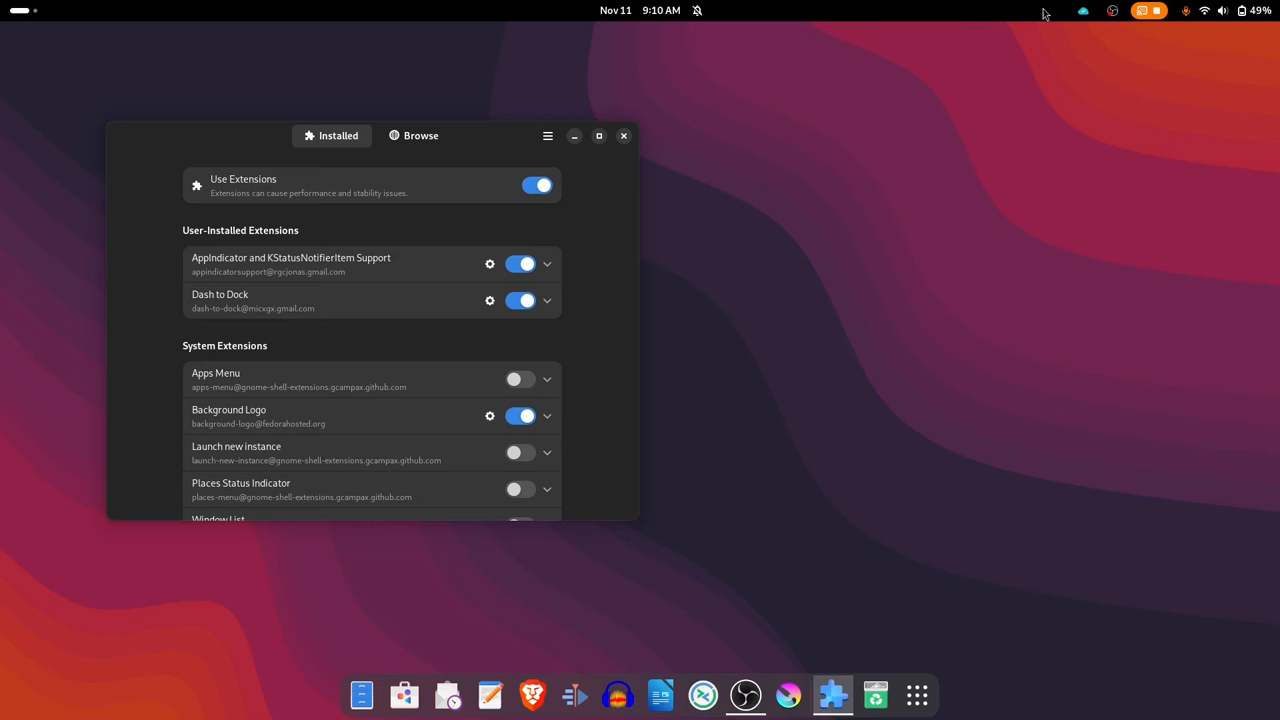 Nov 11 9:10 AM
49%
Installed
Browse
Use Extensions
Extensions can cause performance and stability issues.
User-Installed Extensions
AppIndicator and KStatusNotifierItem Support
appindicatorsupport@rgcjonas.gmail.com
Dash to Dock
dash-to-dock@micxgx.gmail.com
System Extensions
Apps Menu
apps-menu@gnome-shell-extensions.gcampax.github.com
Background Logo
background-logo@fedorahosted.org
Launch new instance
launch-new-instance@gnome-shell-extensions.gcampax.github.com
Places Status Indicator
places-menu@gnome-shell-extensions.gcampax.github.com
Window List